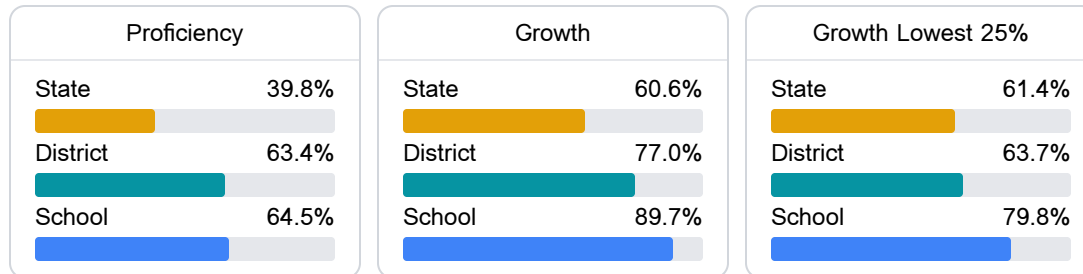 Proficiency
State 39.8%
District 63.4%
School 64.5%
Growth
State 60.6%
District 77.0%
School 89.7%
Growth Lowest 25%
State 61.4%
District 63.7%
School 79.8%